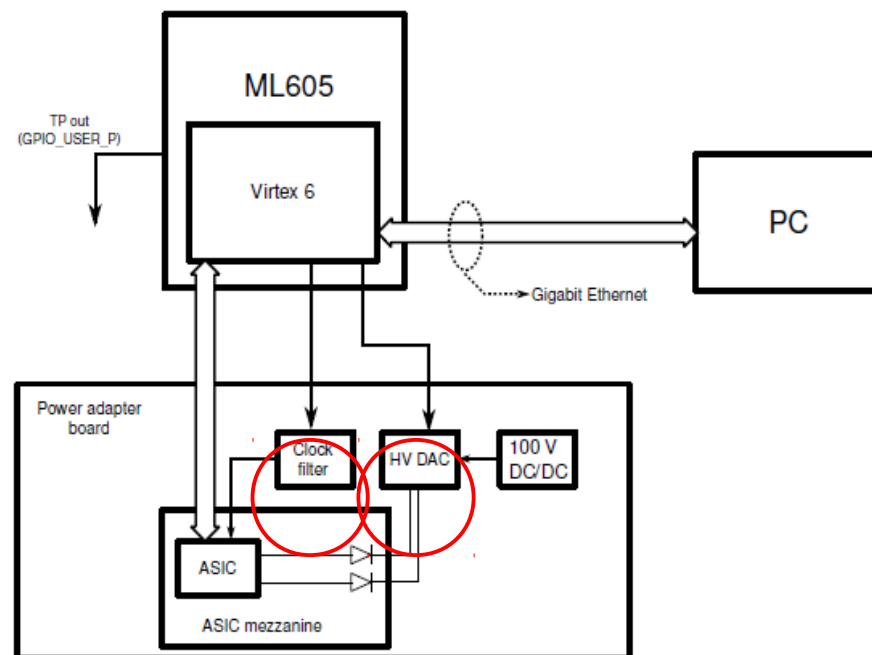 ML605
TP out
(GPIO_USER_P)
Virtex 6
PC
Gigabit Ethernet
Power adapter
board
Clock
filter
HV DAC
100 V
DC/DC
ASIC
ASIC mezzanine